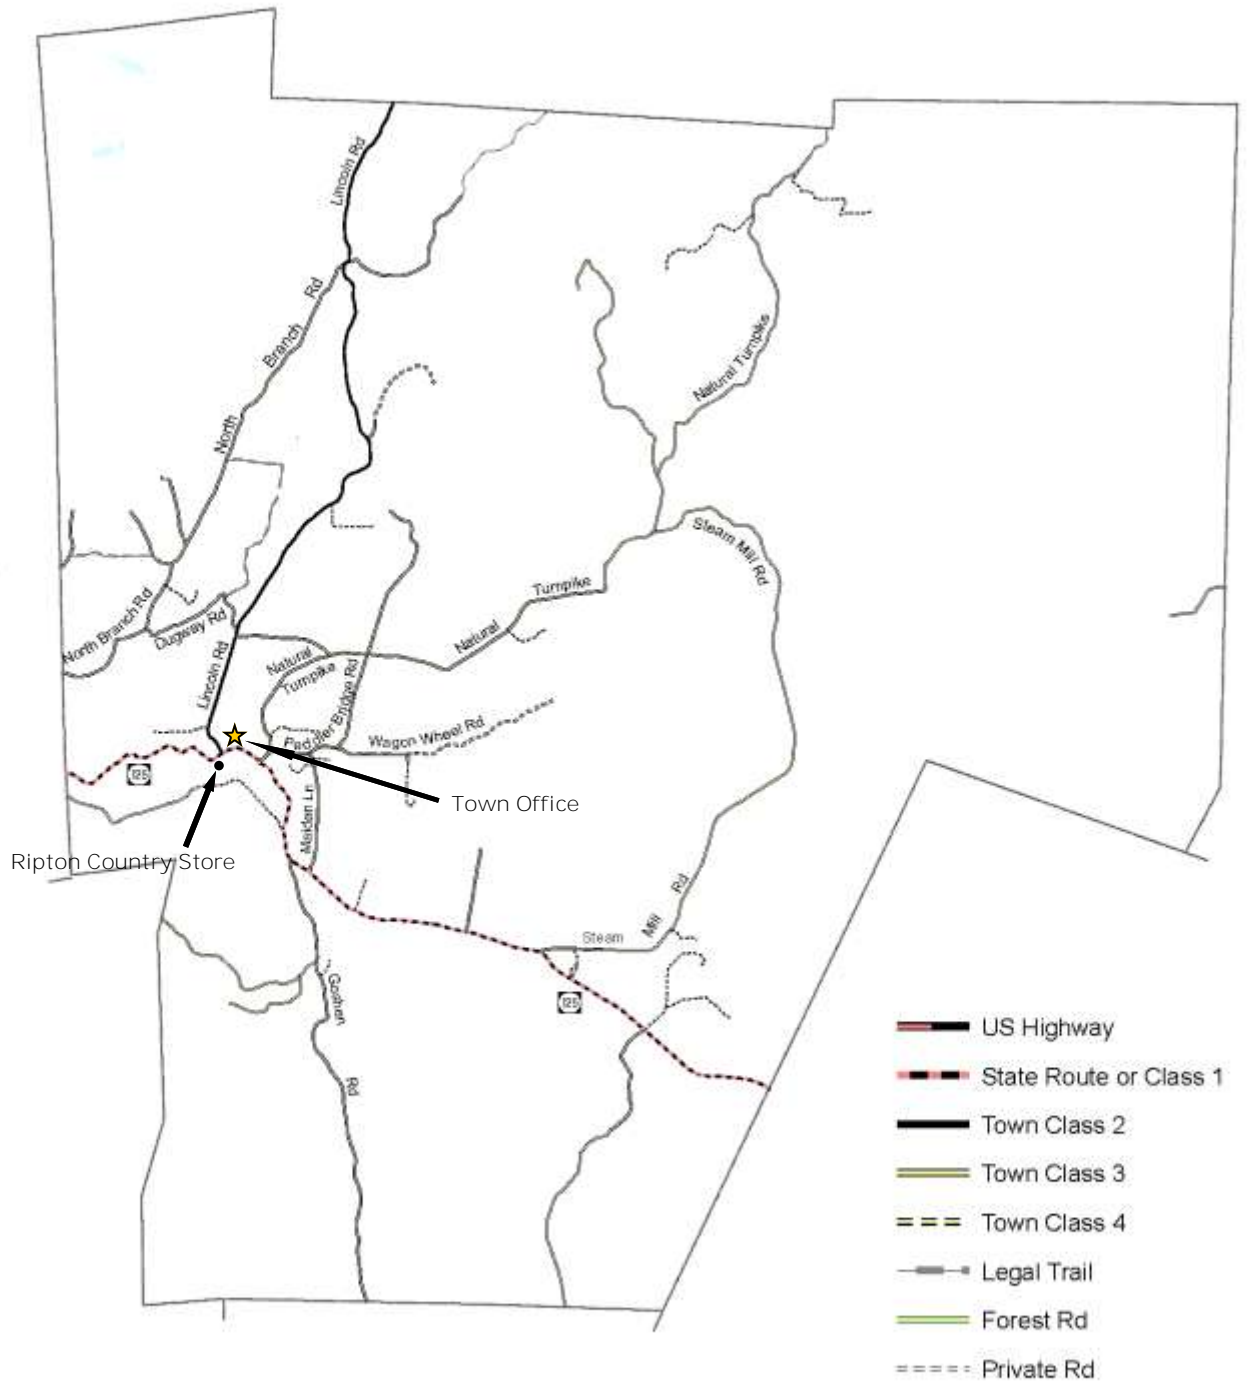 Lincoln Rd
North Branch Rd
Natural Turnpike
Steam Mill Rd
Natural Turnpike
North Branch Rd
Dugway Rd
Lincoln Rd
Natural
Turnpike
Peddler Bridge Rd
Wagon Wheel Rd
125
Town Office
Maiden Ln
Ripton Country Store
Steam Mill Rd
125
Goshen Rd
US Highway
State Route or Class 1
Town Class 2
Town Class 3
Town Class 4
Legal Trail
Forest Rd
Private Rd